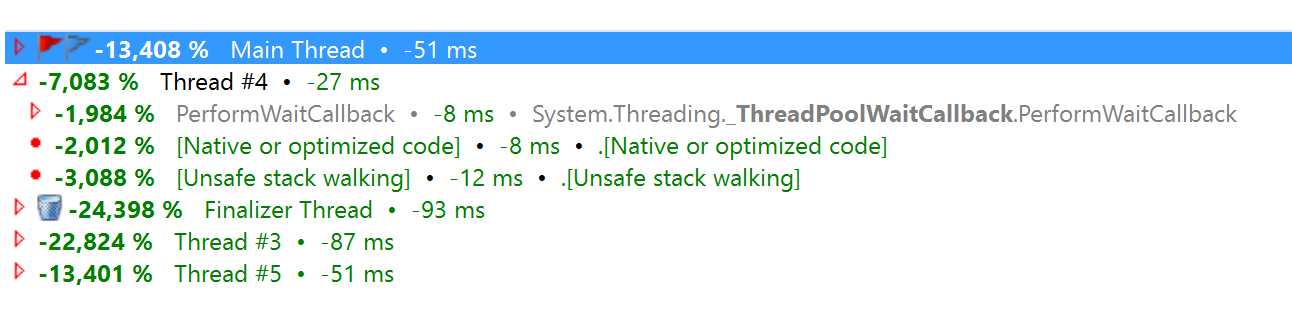 -13,408 % Main Thread • -51 ms
-7,083 % Thread #4 • -27 ms
-1,984 % PerformWaitCallback • -8 ms • System.Threading._ThreadPoolWaitCallback.PerformWaitCallback
-2,012 % [Native or optimized code] • -8 ms • .[Native or optimized code]
-3,088 % [Unsafe stack walking] • -12 ms • .[Unsafe stack walking]
-24,398 % Finalizer Thread • -93 ms
-22,824 % Thread #3 • -87 ms
-13,401 % Thread #5 • -51 ms